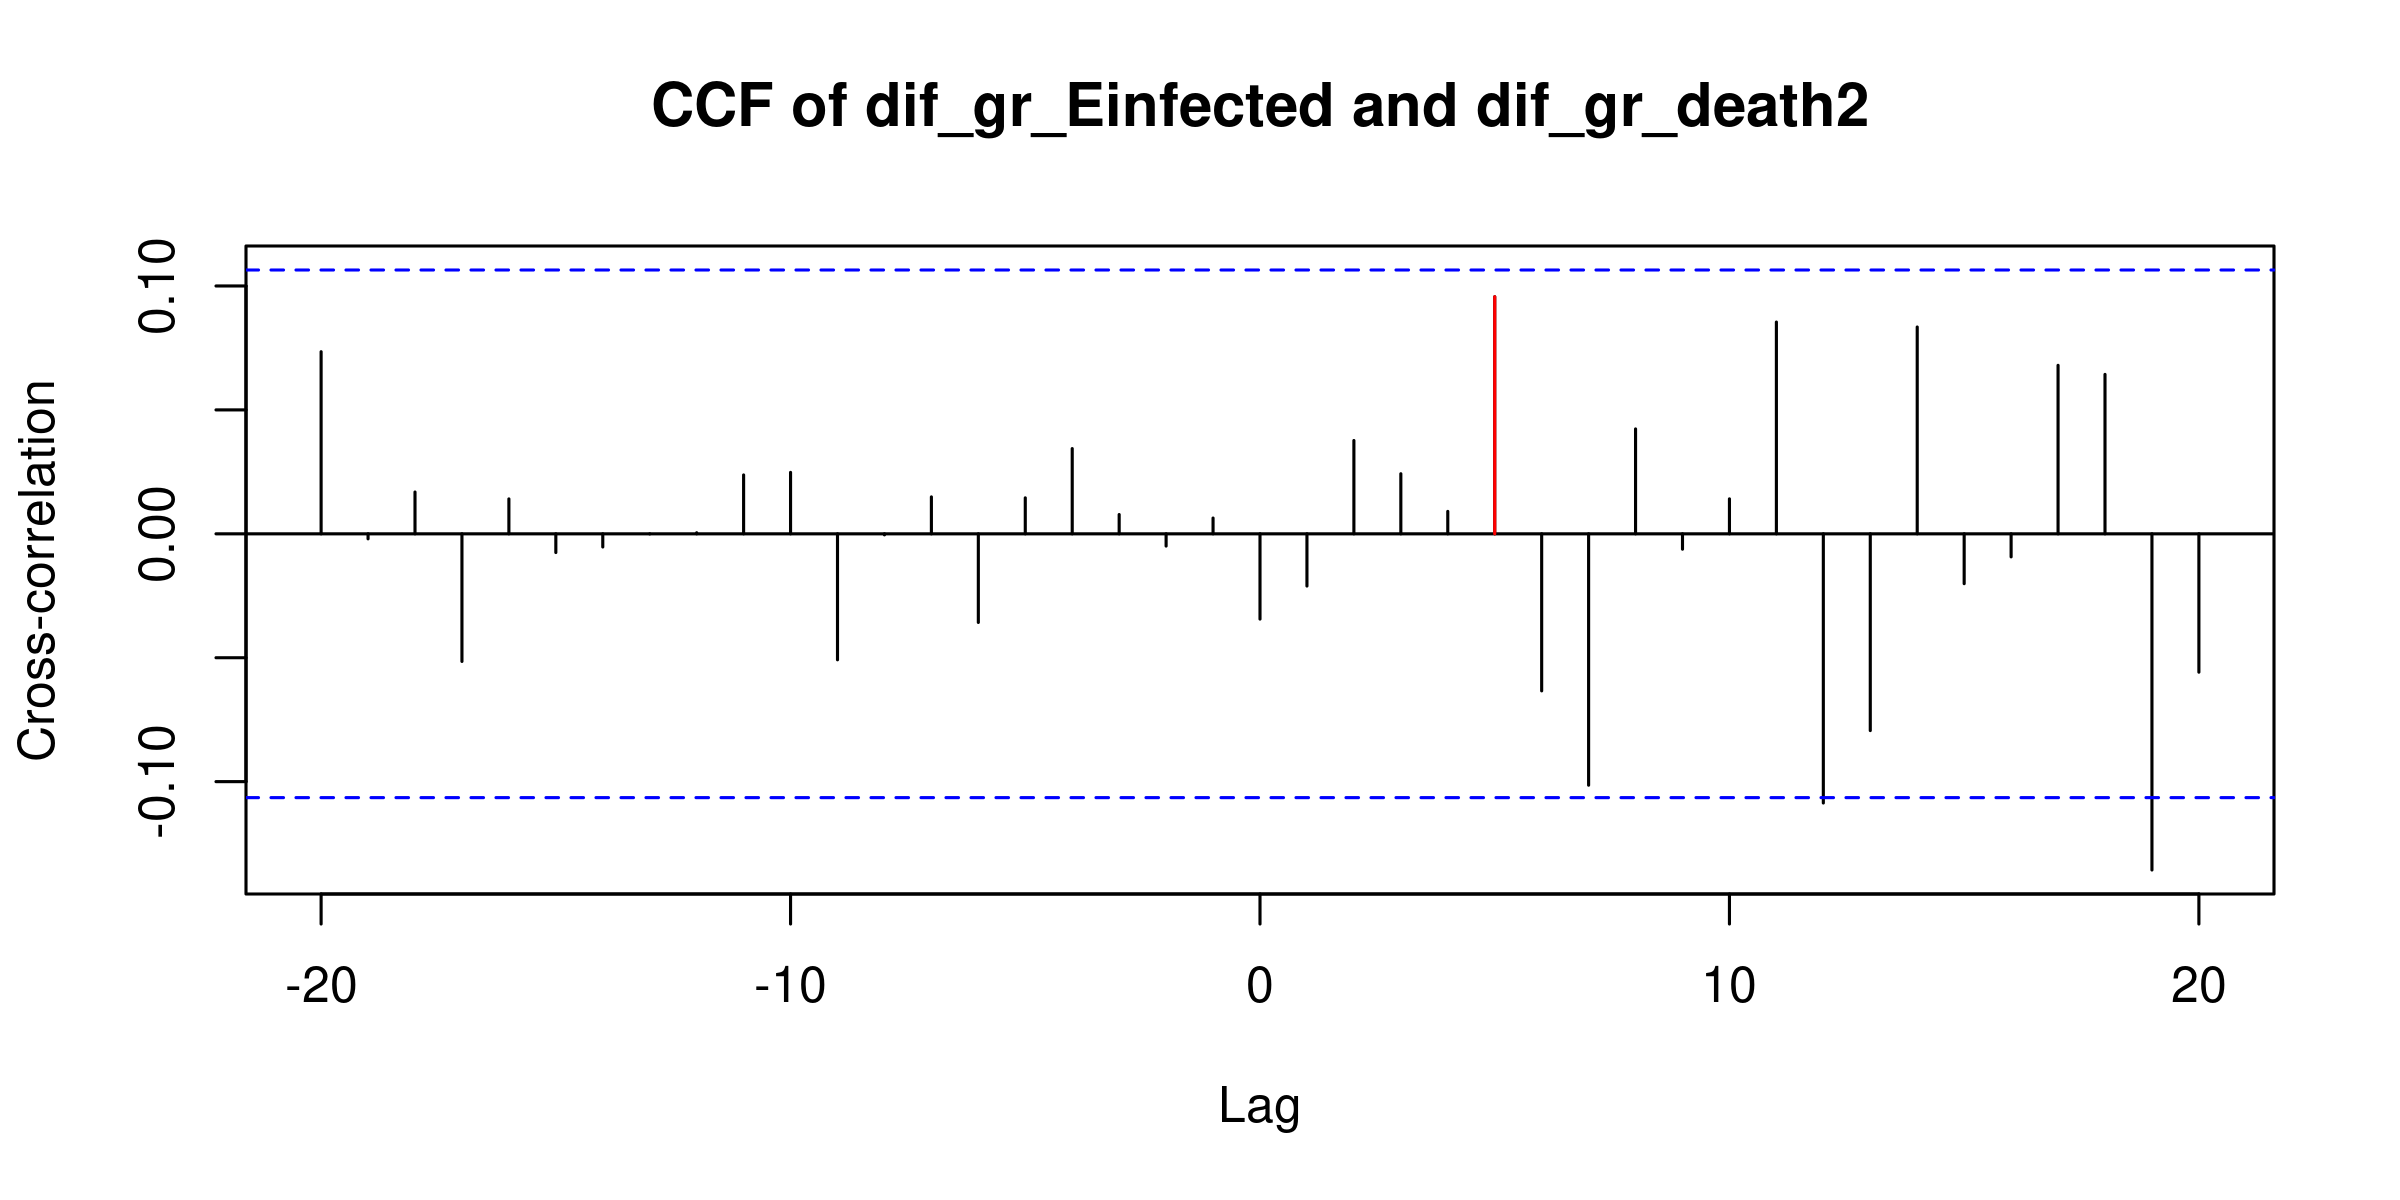 CCF of dif_gr_Einfected and dif_gr_death2
Cross-correlation
0.10
0.00
-0.10
-20 -10 0 10 20
Lag